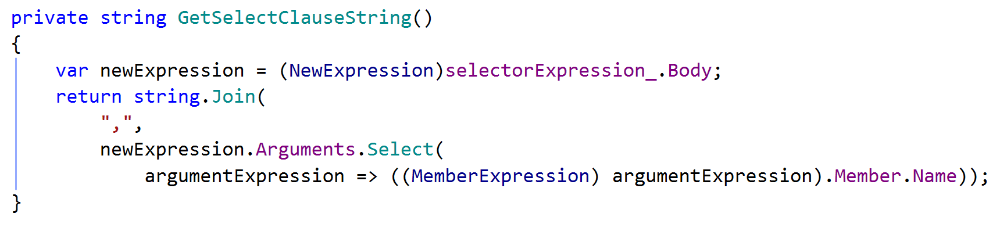 private string GetSelectClauseString()
{
    var newExpression = (NewExpression)selectorExpression_.Body;
    return string.Join(
        ",",
        newExpression.Arguments.Select(
            argumentExpression => ((MemberExpression) argumentExpression).Member.Name));
}